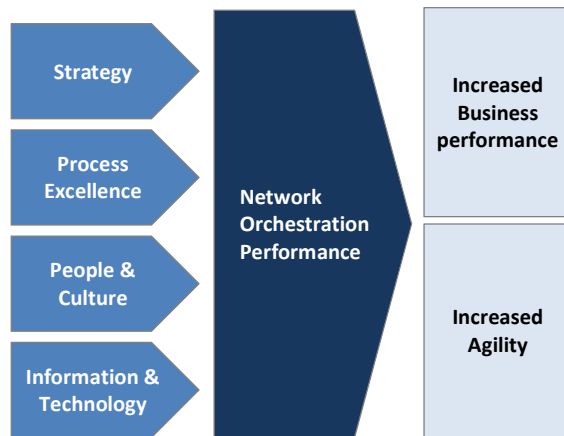 Strategy
Process
Excellence
People &
Culture
Information &
Technology
Network
Orchestration
Performance
Increased
Business
performance
Increased
Agility